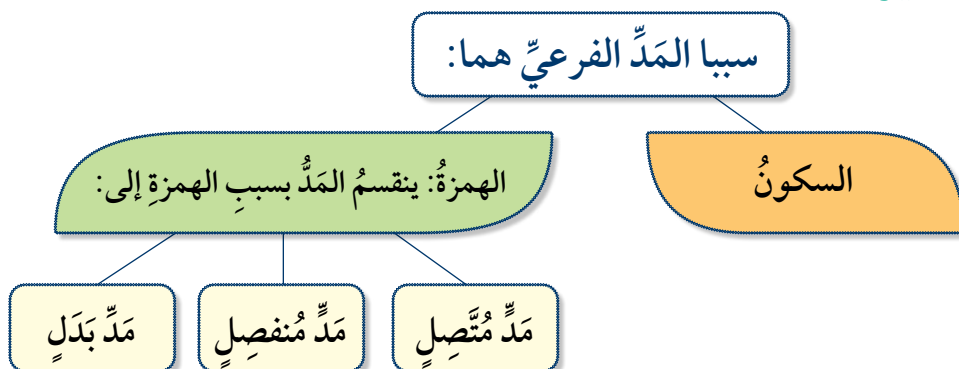 سببا المَدِّ الفرعيِّ هما:
السكونُ
الهمزةُ: ينقسمُ المَدُّ بسببِ الهمزةِ إلى:
مَدٍّ مُتَّصِلٍ
مَدٍّ مُنفصِلٍ
مَدِّ بَدَلٍ